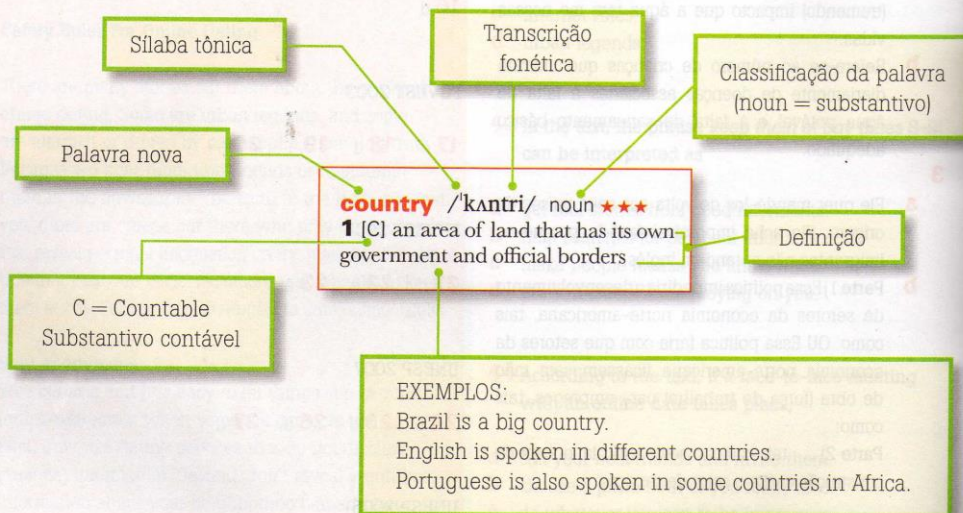 Sílaba tônica
Transcrição
fonética
Classificação da palavra
(noun = substantivo)
Palavra nova
country /ˈkʌntri/ noun ★★★
1 [C] an area of land that has its own
government and official borders
Definição
C = Countable
Substantivo contável
EXEMPLOS:
Brazil is a big country.
English is spoken in different countries.
Portuguese is also spoken in some countries in Africa.